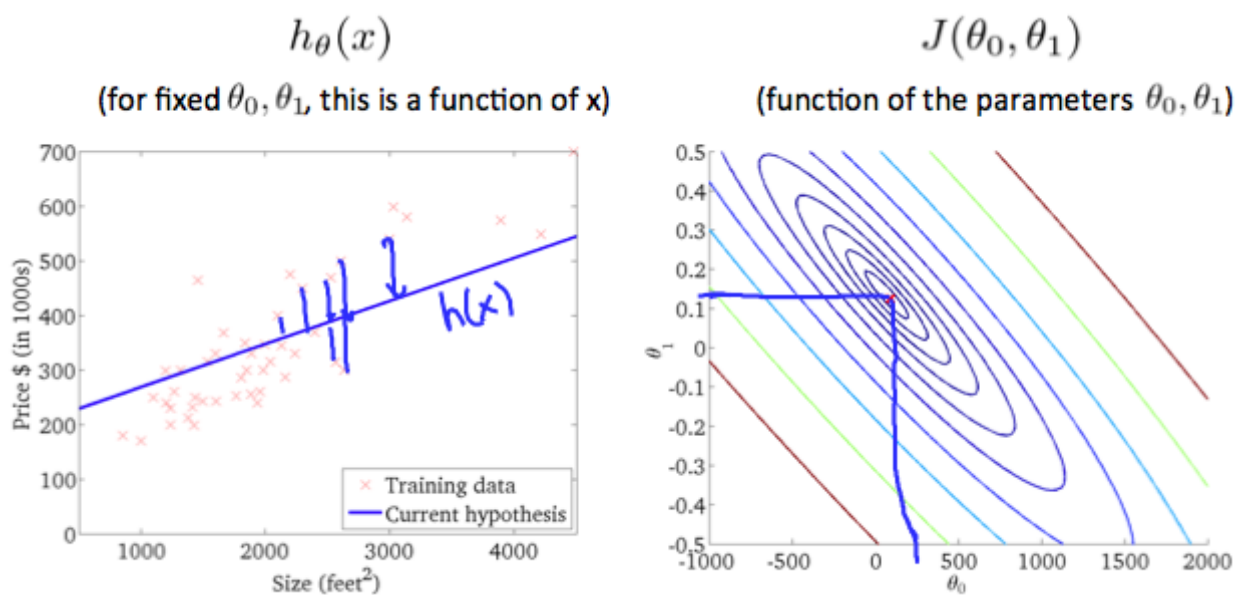 h_θ(x)
(for fixed θ₀, θ₁, this is a function of x)
700
600
500
400
300
200
100
0
Price $ (in 1000s)
h(x)
Training data
Current hypothesis
1000 2000 3000 4000
Size (feet²)
J(θ₀, θ₁)
(function of the parameters θ₀, θ₁)
0.5
0.4
0.3
0.2
0.1
0
-0.1
-0.2
-0.3
-0.4
-0.5
θ₁
-1000 -500 0 500 1000 1500 2000
θ₀